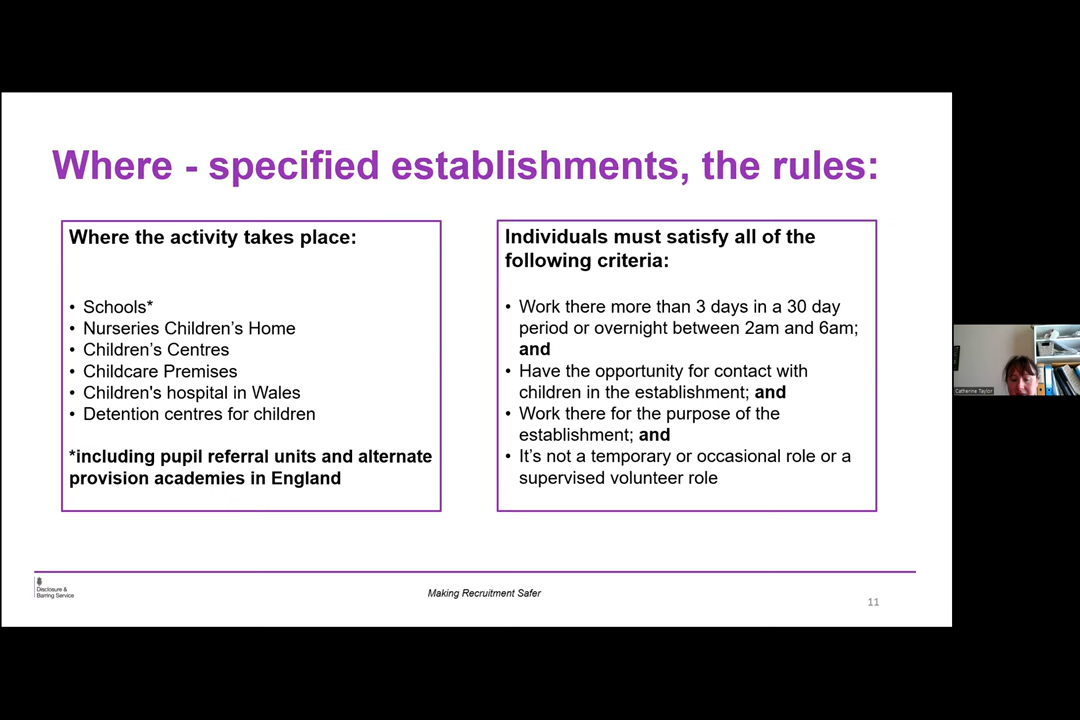 Where - specified establishments, the rules:
Where the activity takes place:
• Schools*
• Nurseries Children’s Home
• Children’s Centres
• Childcare Premises
• Children's hospital in Wales
• Detention centres for children
*including pupil referral units and alternate
provision academies in England
Individuals must satisfy all of the
following criteria:
• Work there more than 3 days in a 30 day
period or overnight between 2am and 6am;
and
• Have the opportunity for contact with
children in the establishment; and
• Work there for the purpose of the
establishment; and
• It’s not a temporary or occasional role or a
supervised volunteer role
Disclosure &
Barring Service
Making Recruitment Safer
11
Catherine Taylor